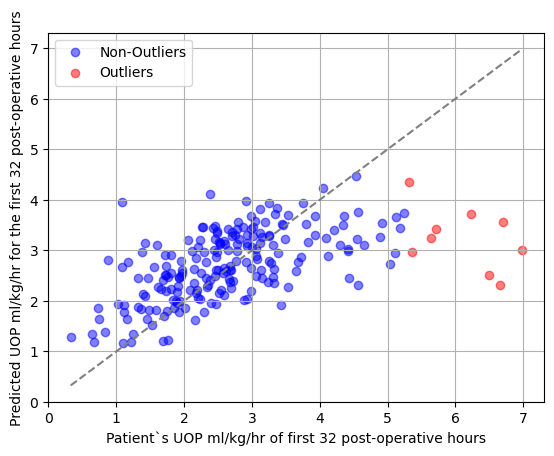 Non-Outliers
Outliers
Predicted UOP ml/kg/hr for the first 32 post-operative hours
7
6
5
4
3
2
1
0
0 1 2 3 4 5 6 7
Patient`s UOP ml/kg/hr of first 32 post-operative hours